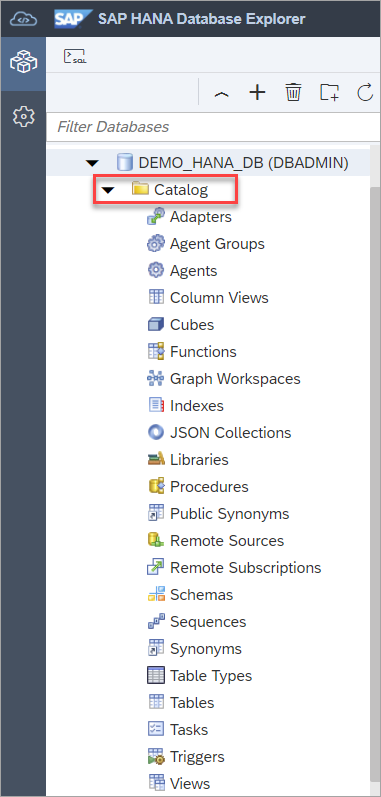 SAP SAP HANA Database Explorer
SQL
Filter Databases
DEMO_HANA_DB (DBADMIN)
Catalog
Adapters
Agent Groups
Agents
Column Views
Cubes
Functions
Graph Workspaces
Indexes
JSON Collections
Libraries
Procedures
Public Synonyms
Remote Sources
Remote Subscriptions
Schemas
Sequences
Synonyms
Table Types
Tables
Tasks
Triggers
Views